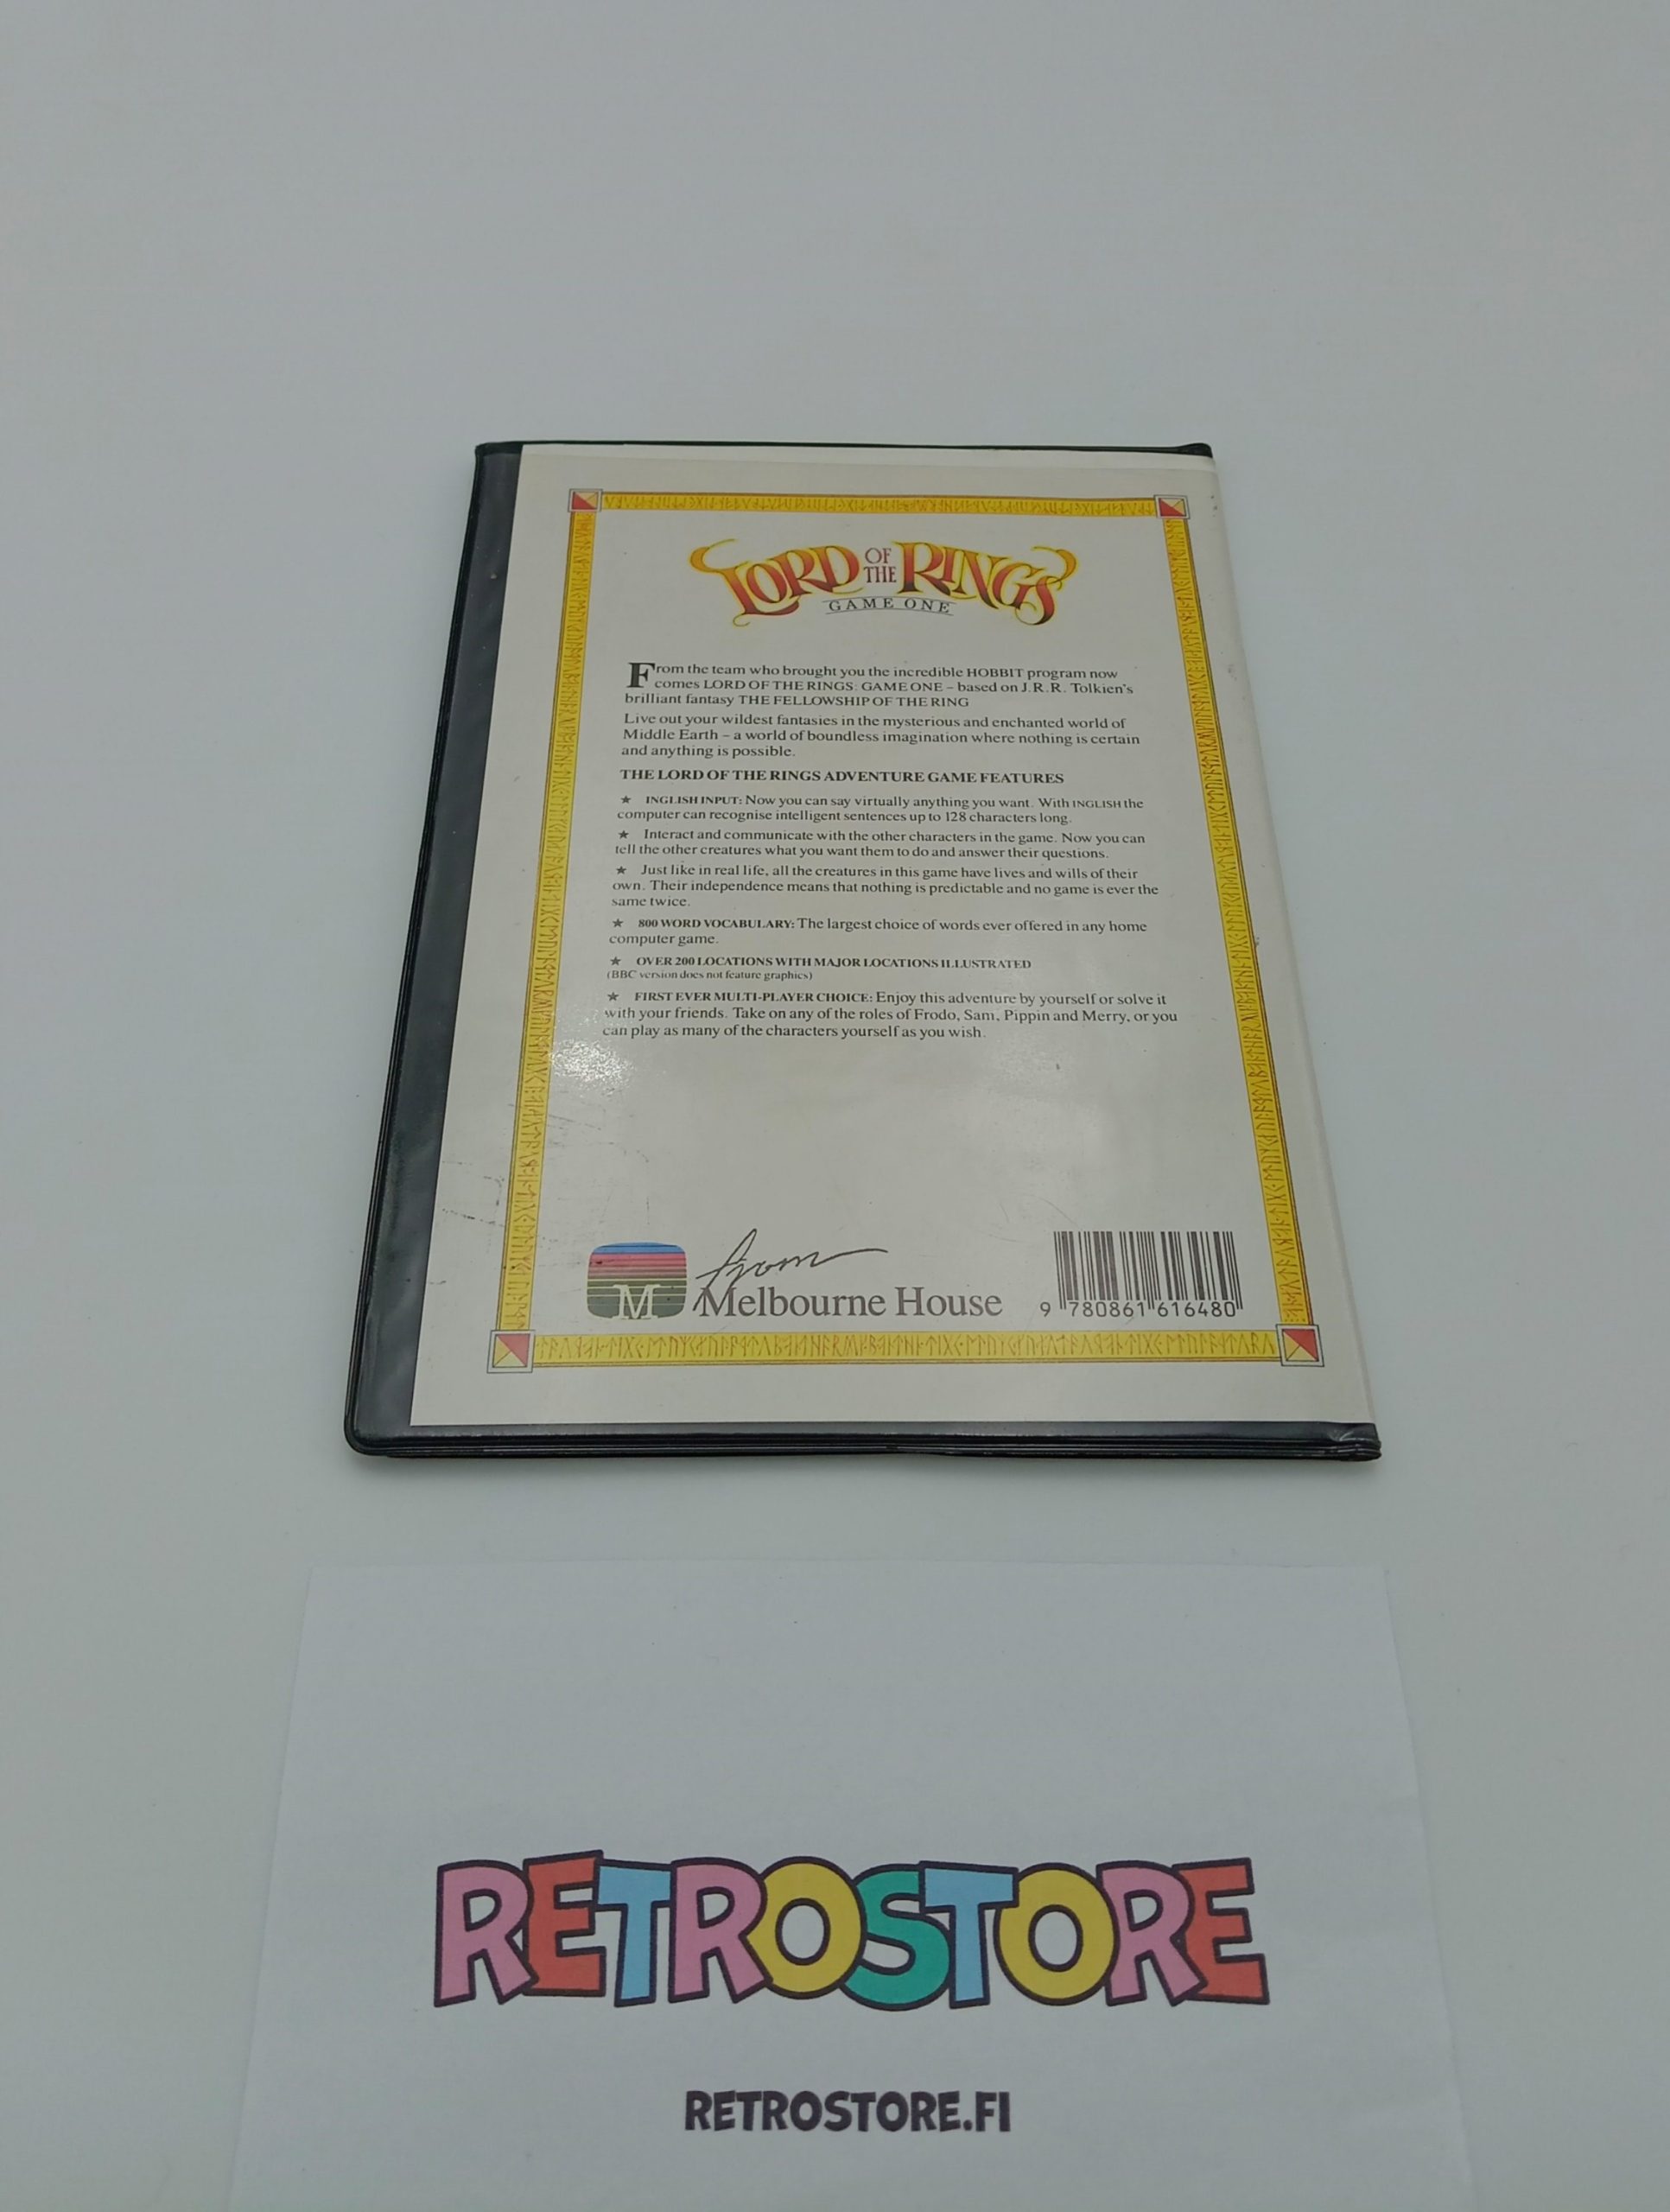 LORD OF THE RINGS
GAME ONE
From the team who brought you the incredible HOBBIT program now
comes LORD OF THE RINGS: GAME ONE – based on J.R.R. Tolkien's
brilliant fantasy THE FELLOWSHIP OF THE RING
Live out your wildest fantasies in the mysterious and enchanted world of
Middle Earth – a world of boundless imagination where nothing is certain
and anything is possible.
THE LORD OF THE RINGS ADVENTURE GAME FEATURES
★ INGLISH INPUT: Now you can say virtually anything you want. With INGLISH the
computer can recognise intelligent sentences up to 128 characters long.
★ Interact and communicate with the other characters in the game. Now you can
tell the other creatures what you want them to do and answer their questions.
★ Just like in real life, all the creatures in this game have lives and wills of their
own. Their independence means that nothing is predictable and no game is ever the
same twice.
★ 800 WORD VOCABULARY: The largest choice of words ever offered in any home
computer game.
★ OVER 200 LOCATIONS WITH MAJOR LOCATIONS ILLUSTRATED
(BBC version does not feature graphics)
★ FIRST EVER MULTI-PLAYER CHOICE: Enjoy this adventure by yourself or solve it
with your friends. Take on any of the roles of Frodo, Sam, Pippin and Merry, or you
can play as many of the characters yourself as you wish.
M
from
Melbourne House
9 780861 616480
RETROSTORE
RETROSTORE.FI